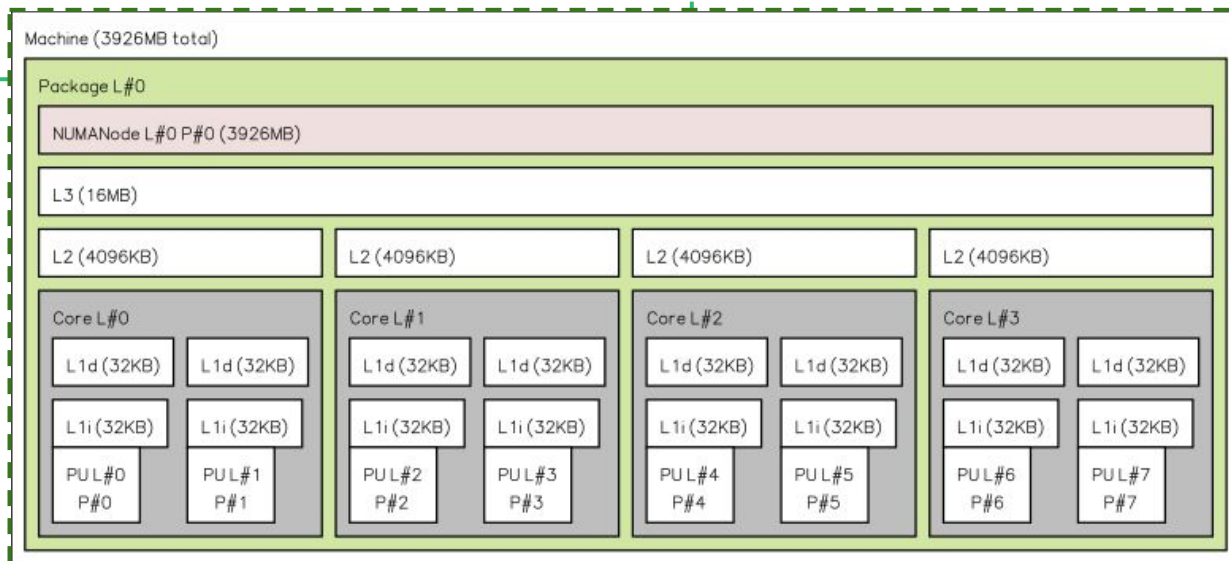 Machine (3926MB total)
Package L#0
NUMANode L#0 P#0 (3926MB)
L3 (16MB)
L2 (4096KB) L2 (4096KB) L2 (4096KB) L2 (4096KB)
Core L#0 Core L#1 Core L#2 Core L#3
L1d (32KB) L1d (32KB) L1d (32KB) L1d (32KB) L1d (32KB) L1d (32KB) L1d (32KB) L1d (32KB)
L1i (32KB) L1i (32KB) L1i (32KB) L1i (32KB) L1i (32KB) L1i (32KB) L1i (32KB) L1i (32KB)
PU L#0 PU L#1 PU L#2 PU L#3 PU L#4 PU L#5 PU L#6 PU L#7
P#0 P#1 P#2 P#3 P#4 P#5 P#6 P#7